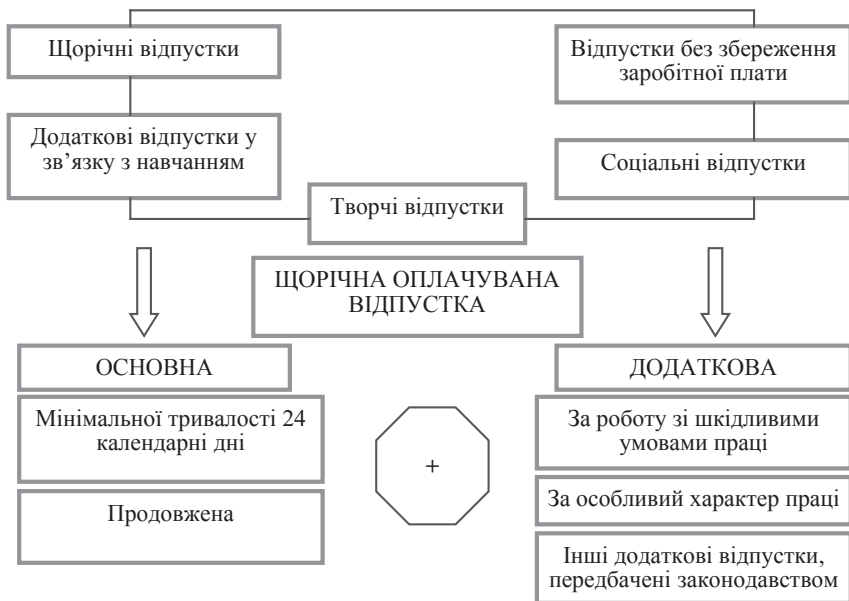 Щорічні відпустки
Відпустки без збереження
заробітної плати
Додаткові відпустки у
зв’язку з навчанням
Соціальні відпустки
Творчі відпустки
ЩОРІЧНА ОПЛАЧУВАНА
ВІДПУСТКА
ОСНОВНА
Мінімальної тривалості 24
календарні дні
Продовжена
+
ДОДАТКОВА
За роботу зі шкідливими
умовами праці
За особливий характер праці
Інші додаткові відпустки,
передбачені законодавством